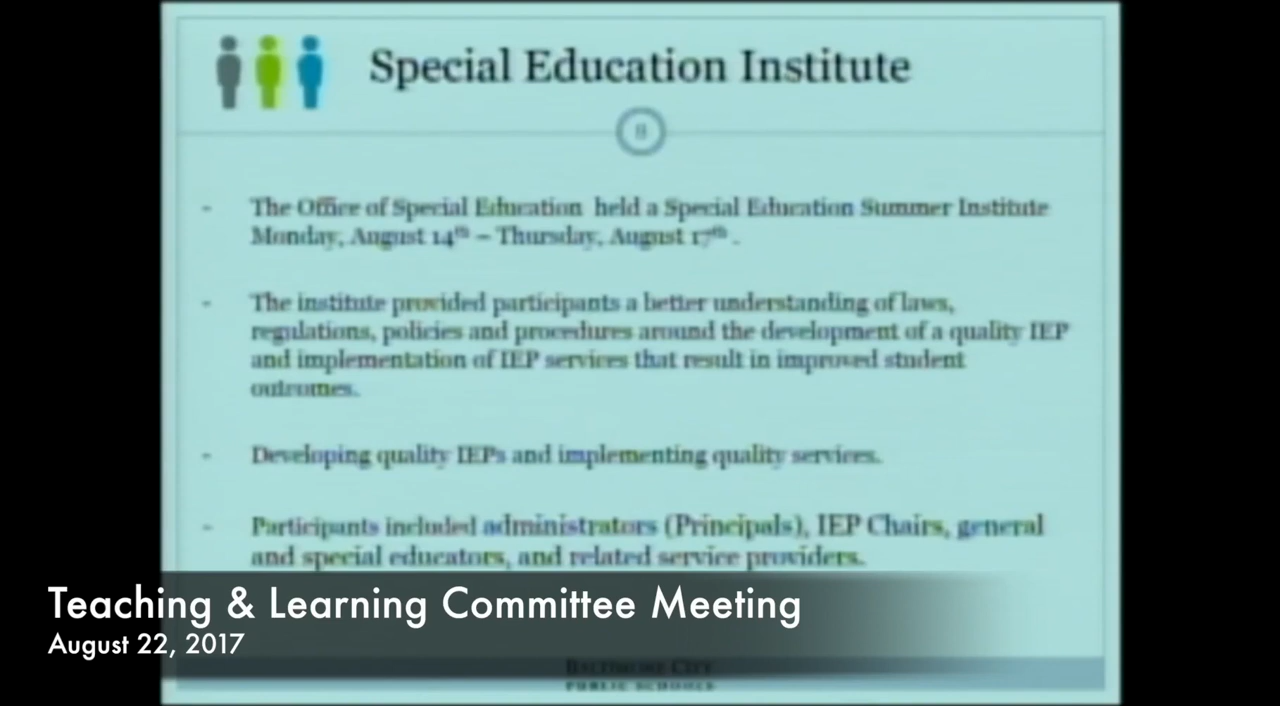 Special Education Institute
8
- The Office of Special Education held a Special Education Summer Institute
Monday, August 14th – Thursday, August 17th .
- The institute provided participants a better understanding of laws,
regulations, policies and procedures around the development of a quality IEP
and implementation of IEP services that result in improved student
outcomes.
- Developing quality IEPs and implementing quality services.
- Participants included administrators (Principals), IEP Chairs, general
and special educators, and related service providers.
Teaching & Learning Committee Meeting
August 22, 2017
BALTIMORE CITY
PUBLIC SCHOOLS